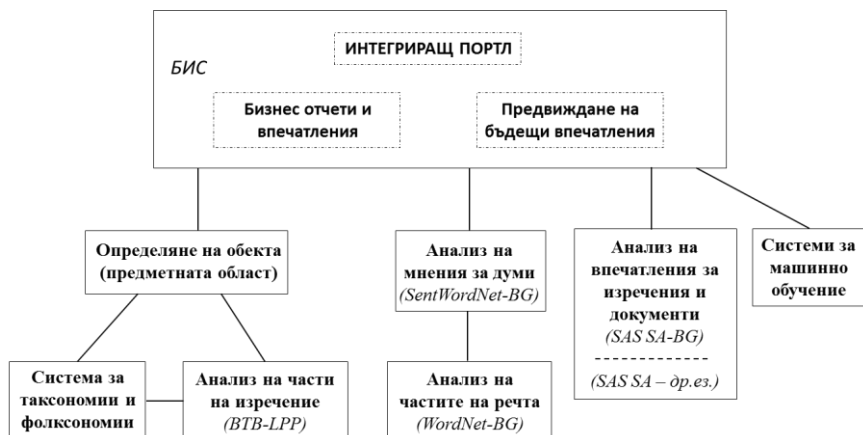 ИНТЕГРИРАЩ ПОРТЛ
БИС
Бизнес отчети и
впечатления
Предвиждане на
бъдещи впечатления
Определяне на обекта
(предметната област)
Анализ на
мнения за думи
(SentWordNet-BG)
Анализ на
впечатления за
изречения и
документи
(SAS SA-BG)
(SAS SA – др.ез.)
Системи за
машинно
обучение
Система за
таксономии и
фолксономии
Анализ на части
на изречение
(BTB-LPP)
Анализ на
частите на речта
(WordNet-BG)